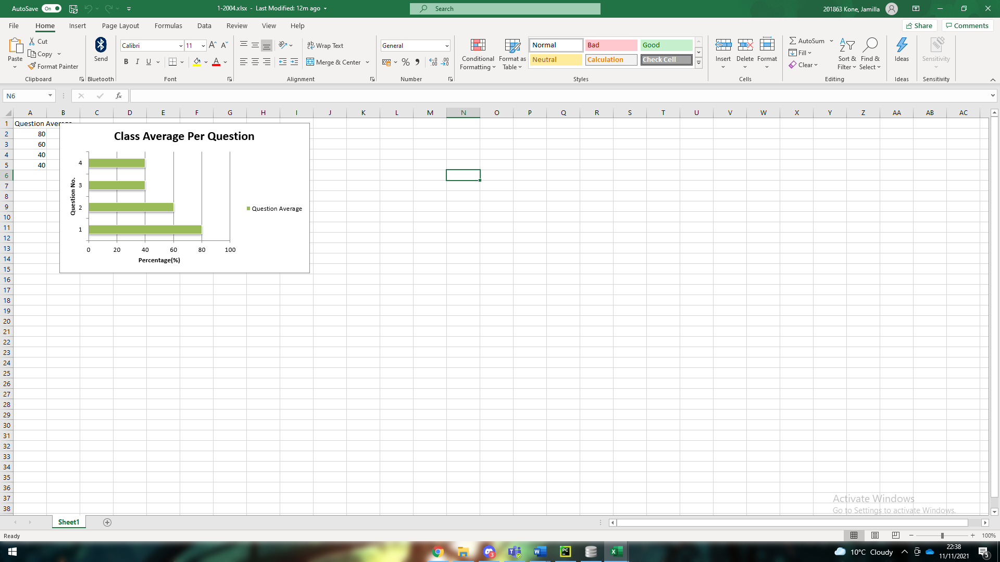 AutoSave On 1-2004.xlsx - Last Modified: 12m ago Search 201863 Kone, Jamilla
File Home Insert Page Layout Formulas Data Review View Help Share Comments
Paste Cut Copy Format Painter Clipboard
Send Bluetooth
Calibri 11 B I U A Font
Wrap Text Merge & Center Alignment
General % Number
Conditional Formatting Format as Table Normal Bad Good Neutral Calculation Check Cell Styles
Insert Delete Format Cells
AutoSum Fill Clear Sort & Filter Find & Select Editing
Ideas Ideas
Sensitivity Sensitivity
N6 fx
A B C D E F G H I J K L M N O P Q R S T U V W X Y Z AA AB AC
1 Question Average
2 80
3 60
4 40
5 40
6
7
8
9
10
11
12
13
14
15
16
17
18
19
20
21
22
23
24
25
26
27
28
29
30
31
32
33
34
35
36
37
38
Class Average Per Question
Question No.
4
3
2
1
0 20 40 60 80 100
Percentage(%)
Question Average
Activate Windows
Go to Settings to activate Windows.
Sheet1
Ready 100%
3 PC 10°C Cloudy 22:38
11/11/2021 5